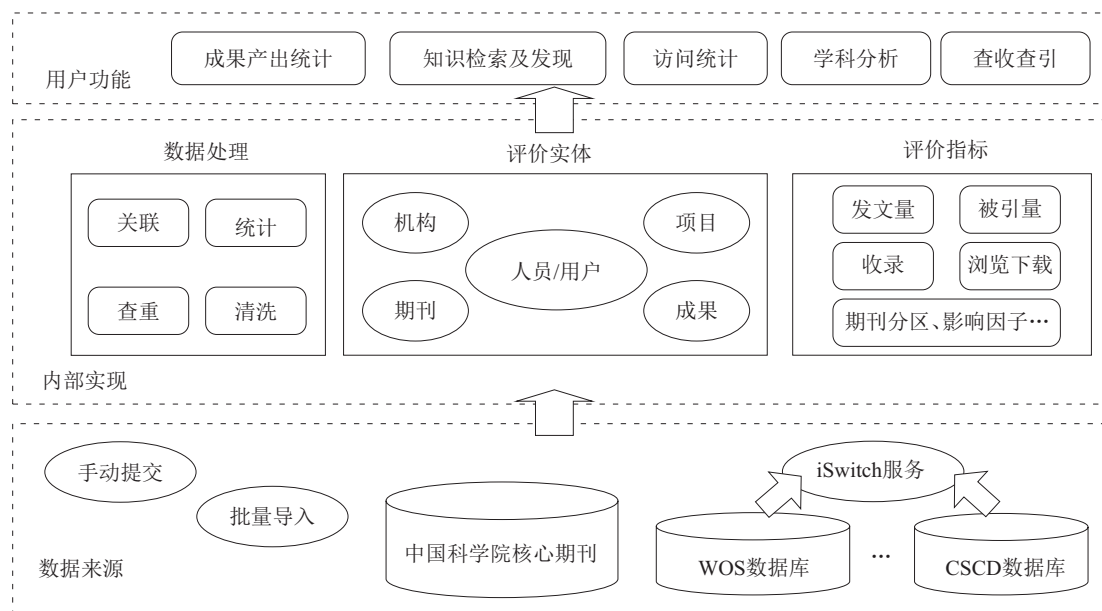 成果产出统计
知识检索及发现
访问统计
学科分析
查收查引
用户功能
数据处理
评价实体
评价指标
关联
统计
查重
清洗
机构
项目
人员/用户
期刊
成果
发文量
被引量
收录
浏览下载
期刊分区、影响因子…
内部实现
手动提交
批量导入
中国科学院核心期刊
iSwitch服务
WOS数据库
…
CSCD数据库
数据来源